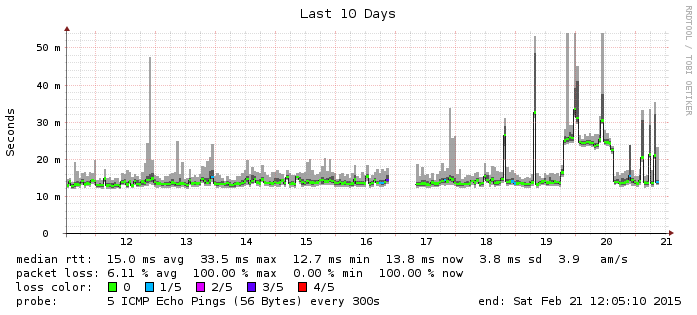 Last 10 Days
RRDTOOL / TOBI OETIKER
Seconds
50 m
40 m
30 m
20 m
10 m
0
12 13 14 15 16 17 18 19 20 21
median rtt: 15.0 ms avg 33.5 ms max 12.7 ms min 13.8 ms now 3.8 ms sd 3.9 am/s
packet loss: 6.11 % avg 100.00 % max 0.00 % min 100.00 % now
loss color: 0 1/5 2/5 3/5 4/5
probe: 5 ICMP Echo Pings (56 Bytes) every 300s end: Sat Feb 21 12:05:10 2015